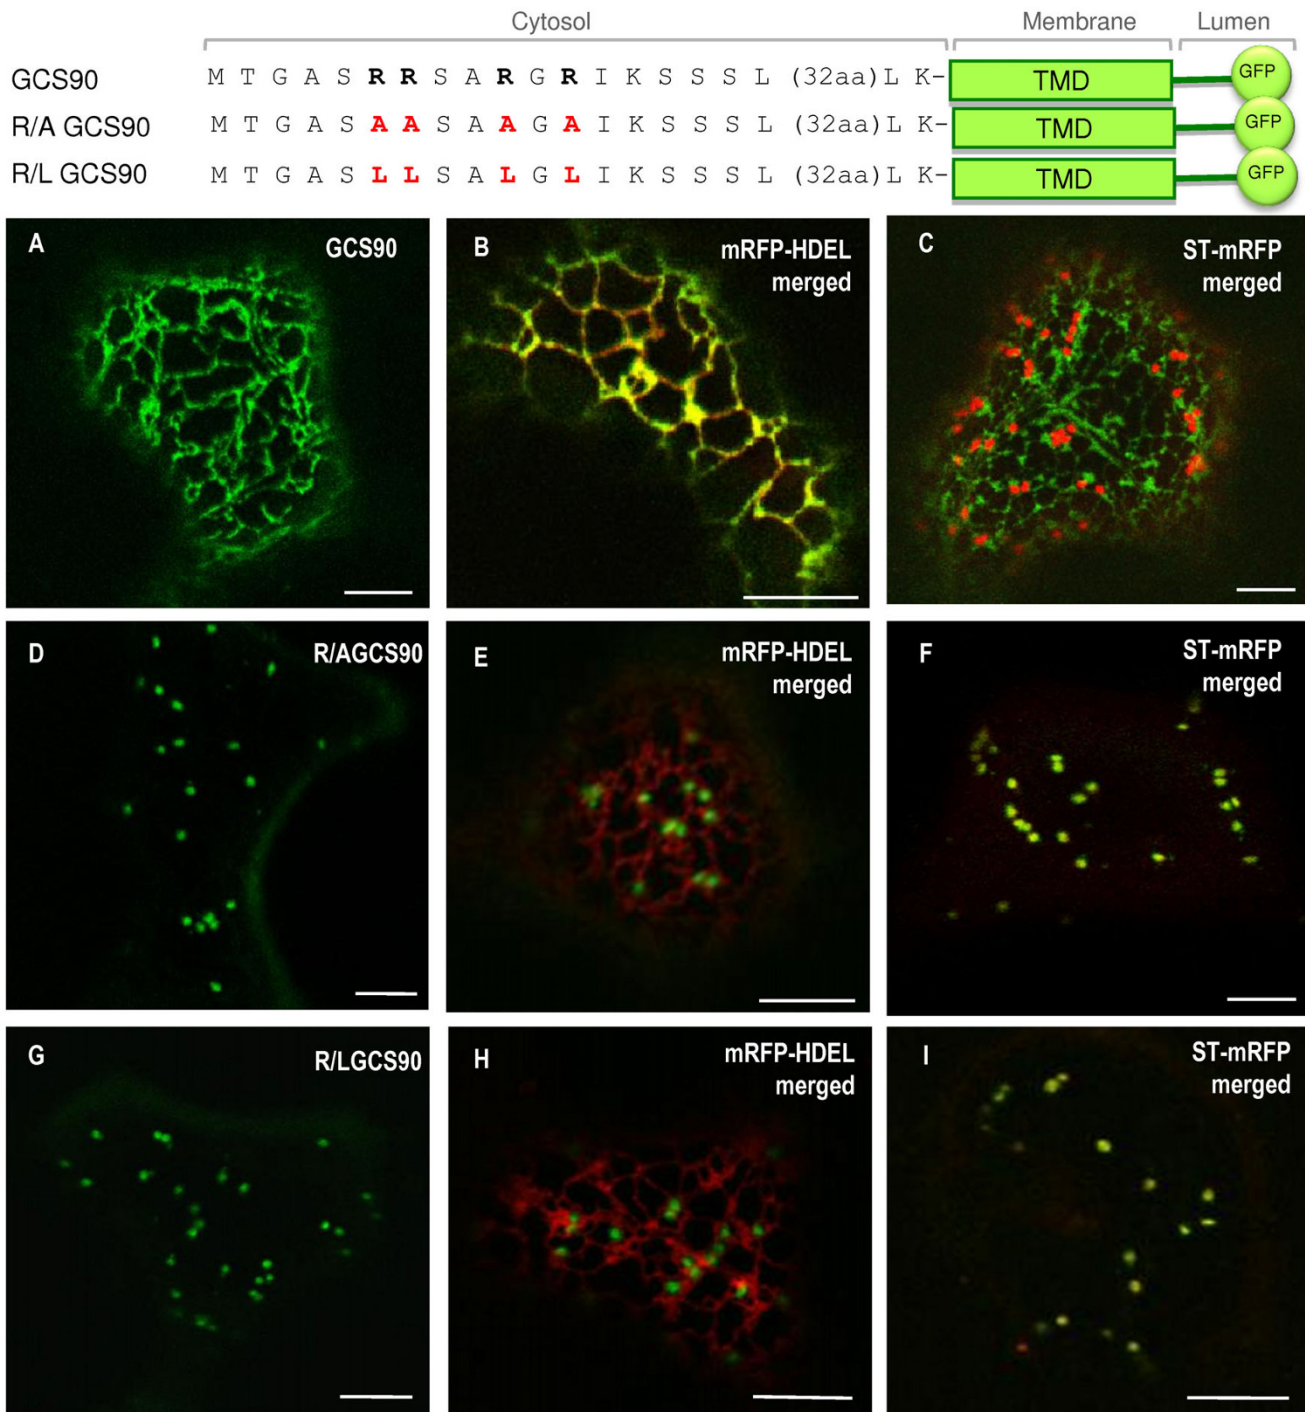 Cytosol Membrane Lumen
GCS90 M T G A S R R S A R G R I K S S S L (32aa) L K- TMD GFP
R/A GCS90 M T G A S A A S A A G A I K S S S L (32aa) L K- TMD GFP
R/L GCS90 M T G A S L L S A L G L I K S S S L (32aa) L K- TMD GFP
A GCS90
B mRFP-HDEL
merged
C ST-mRFP
merged
D R/AGCS90
E mRFP-HDEL
merged
F ST-mRFP
merged
G R/LGCS90
H mRFP-HDEL
merged
I ST-mRFP
merged